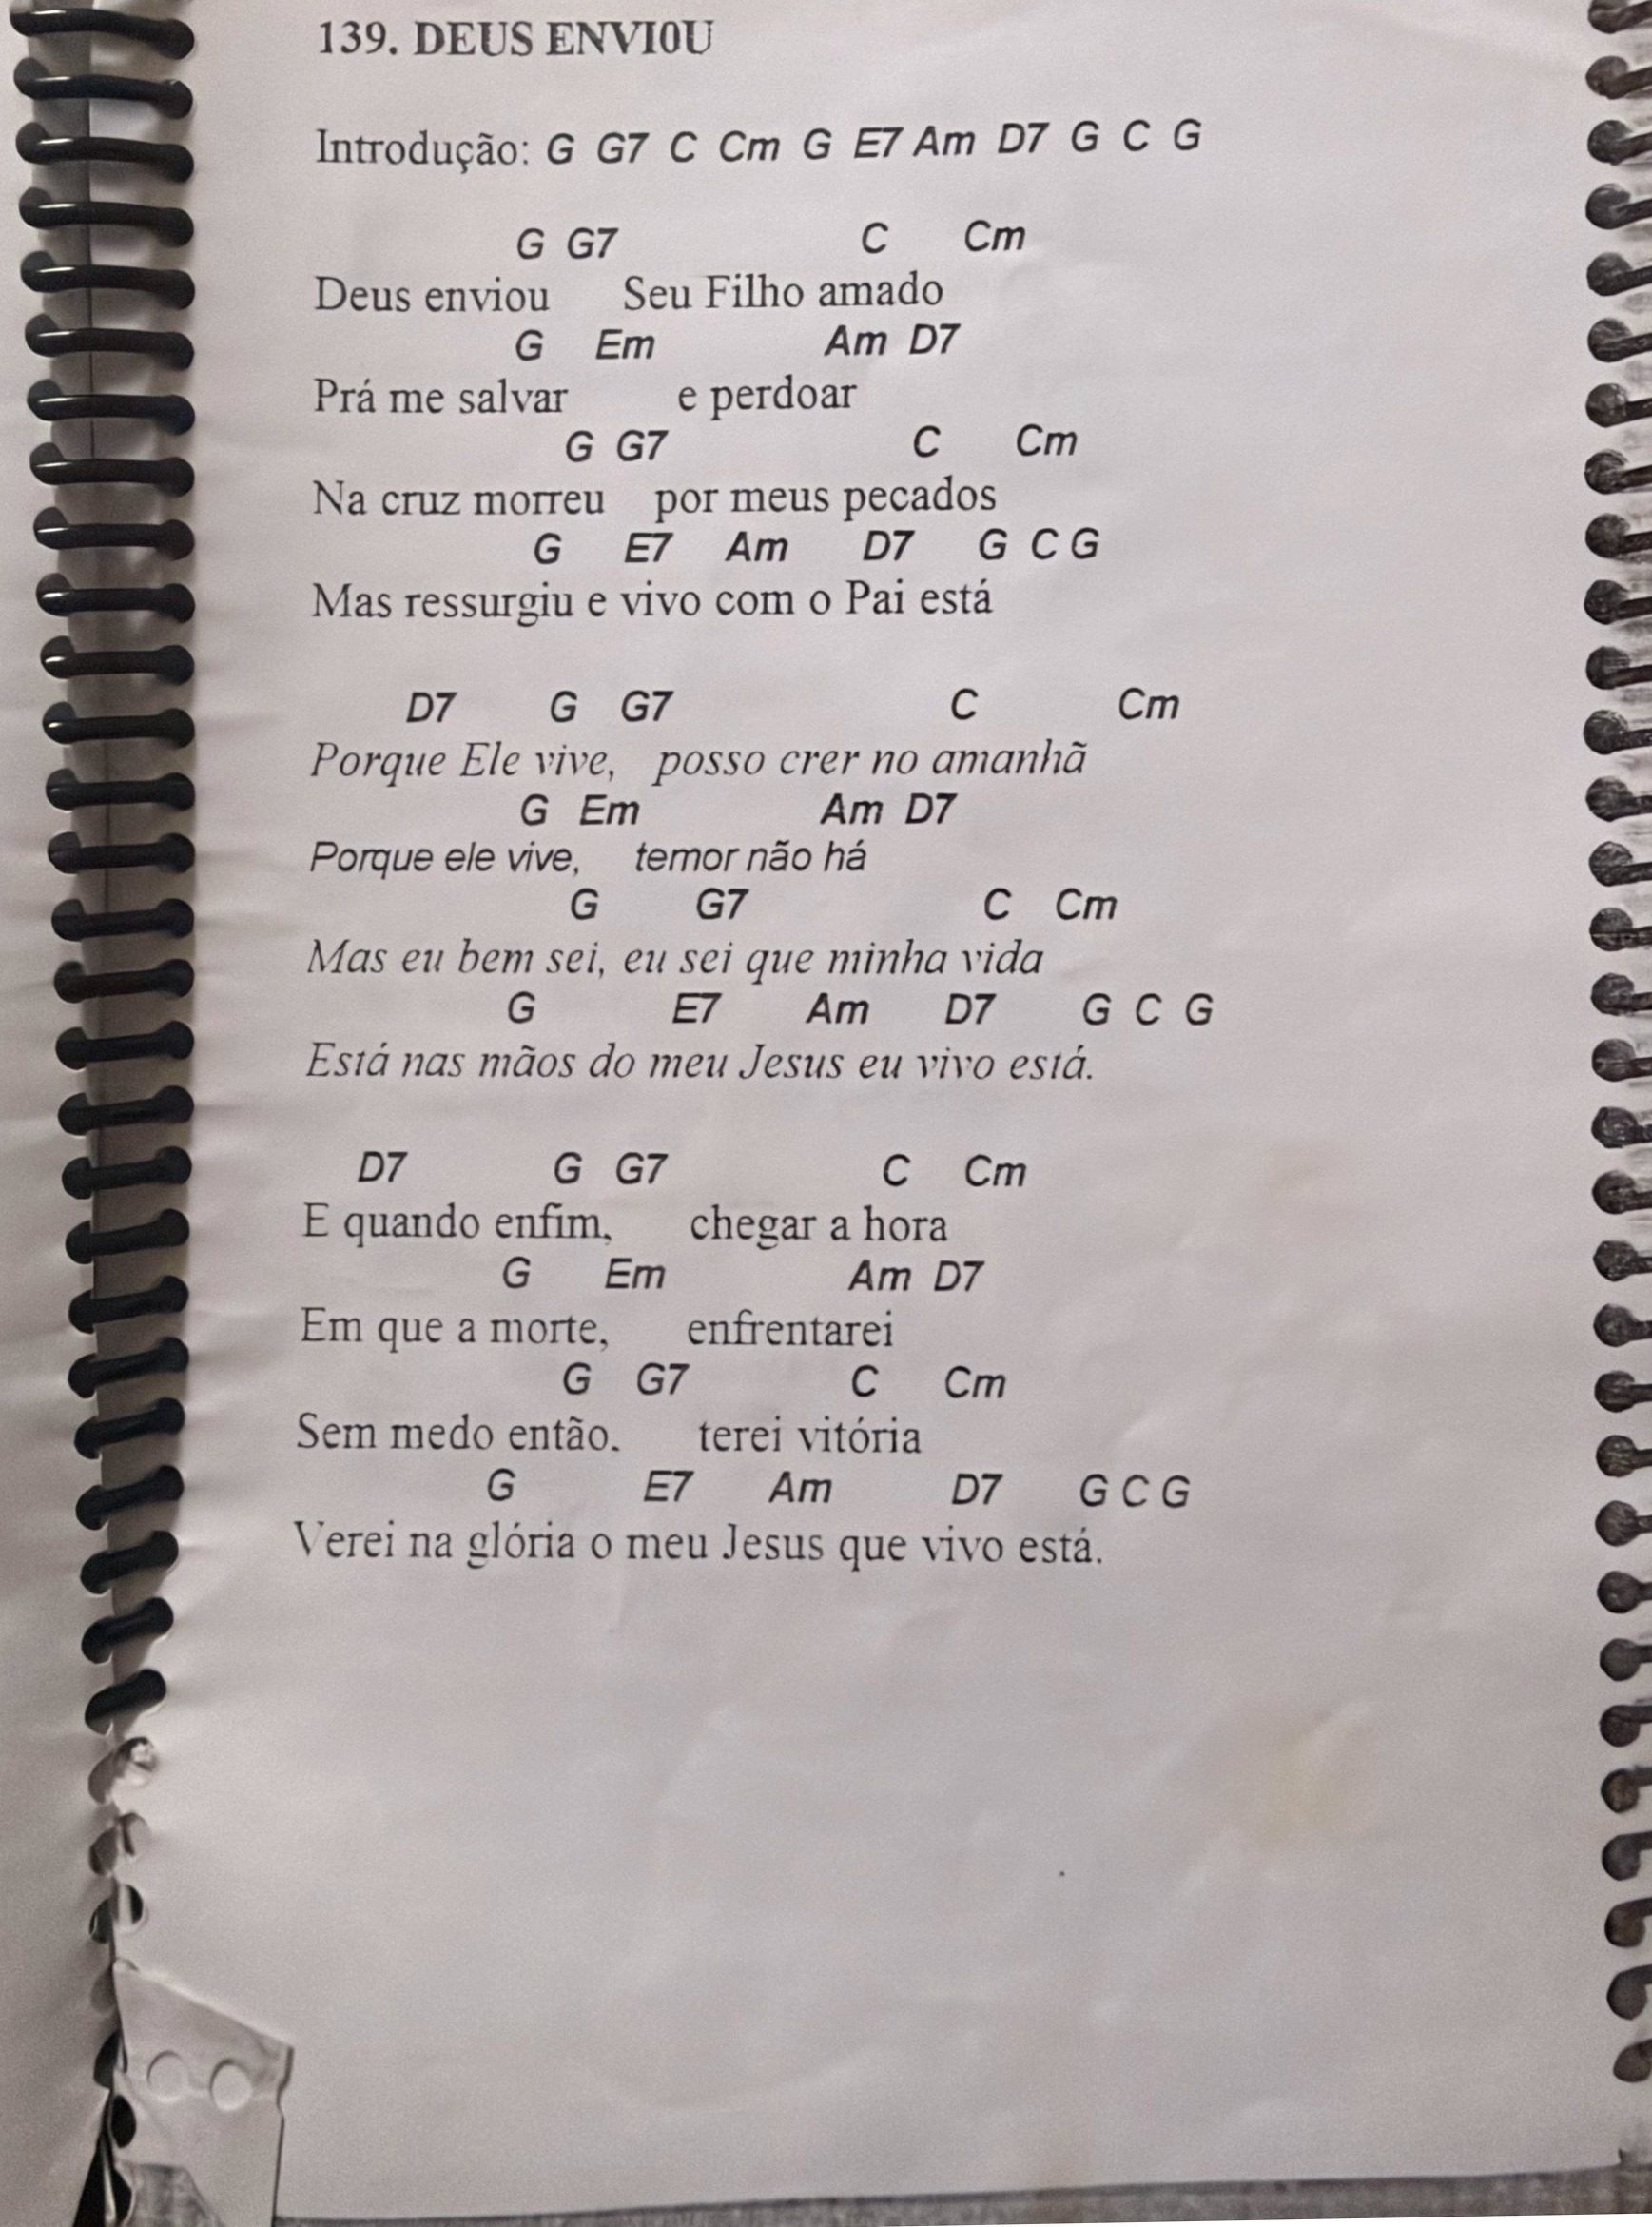 139. DEUS ENVI0U
Introdução: G G7 C Cm G E7 Am D7 G C G
G G7 C Cm
Deus enviou Seu Filho amado
G Em Am D7
Prá me salvar e perdoar
G G7 C Cm
Na cruz morreu por meus pecados
G E7 Am D7 G C G
Mas ressurgiu e vivo com o Pai está
D7 G G7 C Cm
Porque Ele vive, posso crer no amanhã
G Em Am D7
Porque ele vive, temor não há
G G7 C Cm
Mas eu bem sei, eu sei que minha vida
G E7 Am D7 G C G
Está nas mãos do meu Jesus eu vivo está.
D7 G G7 C Cm
E quando enfim, chegar a hora
G Em Am D7
Em que a morte, enfrentarei
G G7 C Cm
Sem medo então. terei vitória
G E7 Am D7 G C G
Verei na glória o meu Jesus que vivo está.